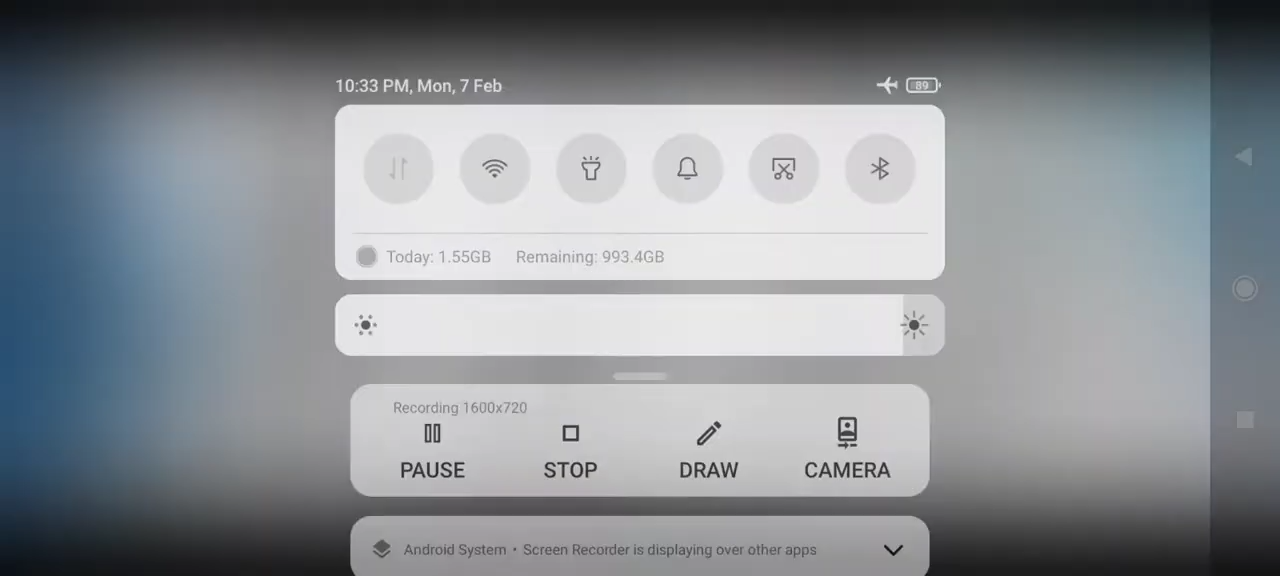 10:33 PM, Mon, 7 Feb
89
Today: 1.55GB Remaining: 993.4GB
Recording 1600x720
PAUSE STOP DRAW CAMERA
Android System • Screen Recorder is displaying over other apps